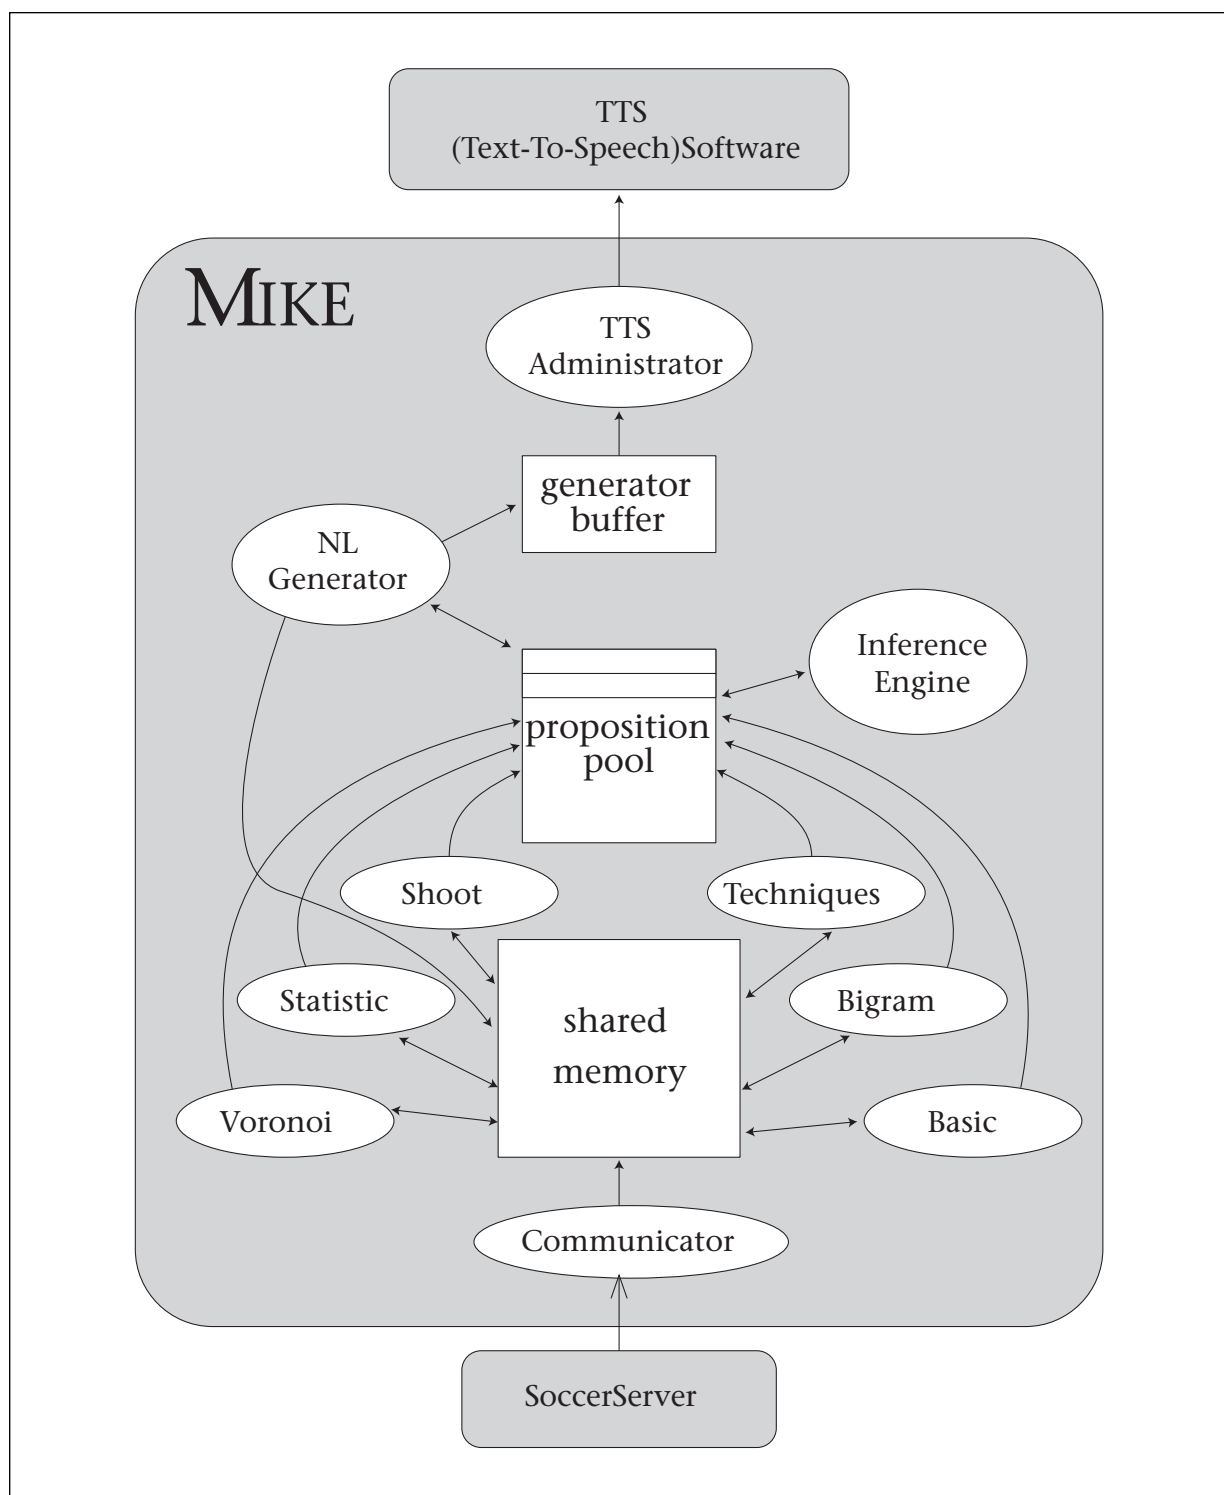 TTS
(Text-To-Speech)Software
MIKE
TTS
Administrator
generator
buffer
NL
Generator
Inference
Engine
proposition
pool
Shoot
Techniques
Statistic
shared
memory
Bigram
Voronoi
Basic
Communicator
SoccerServer